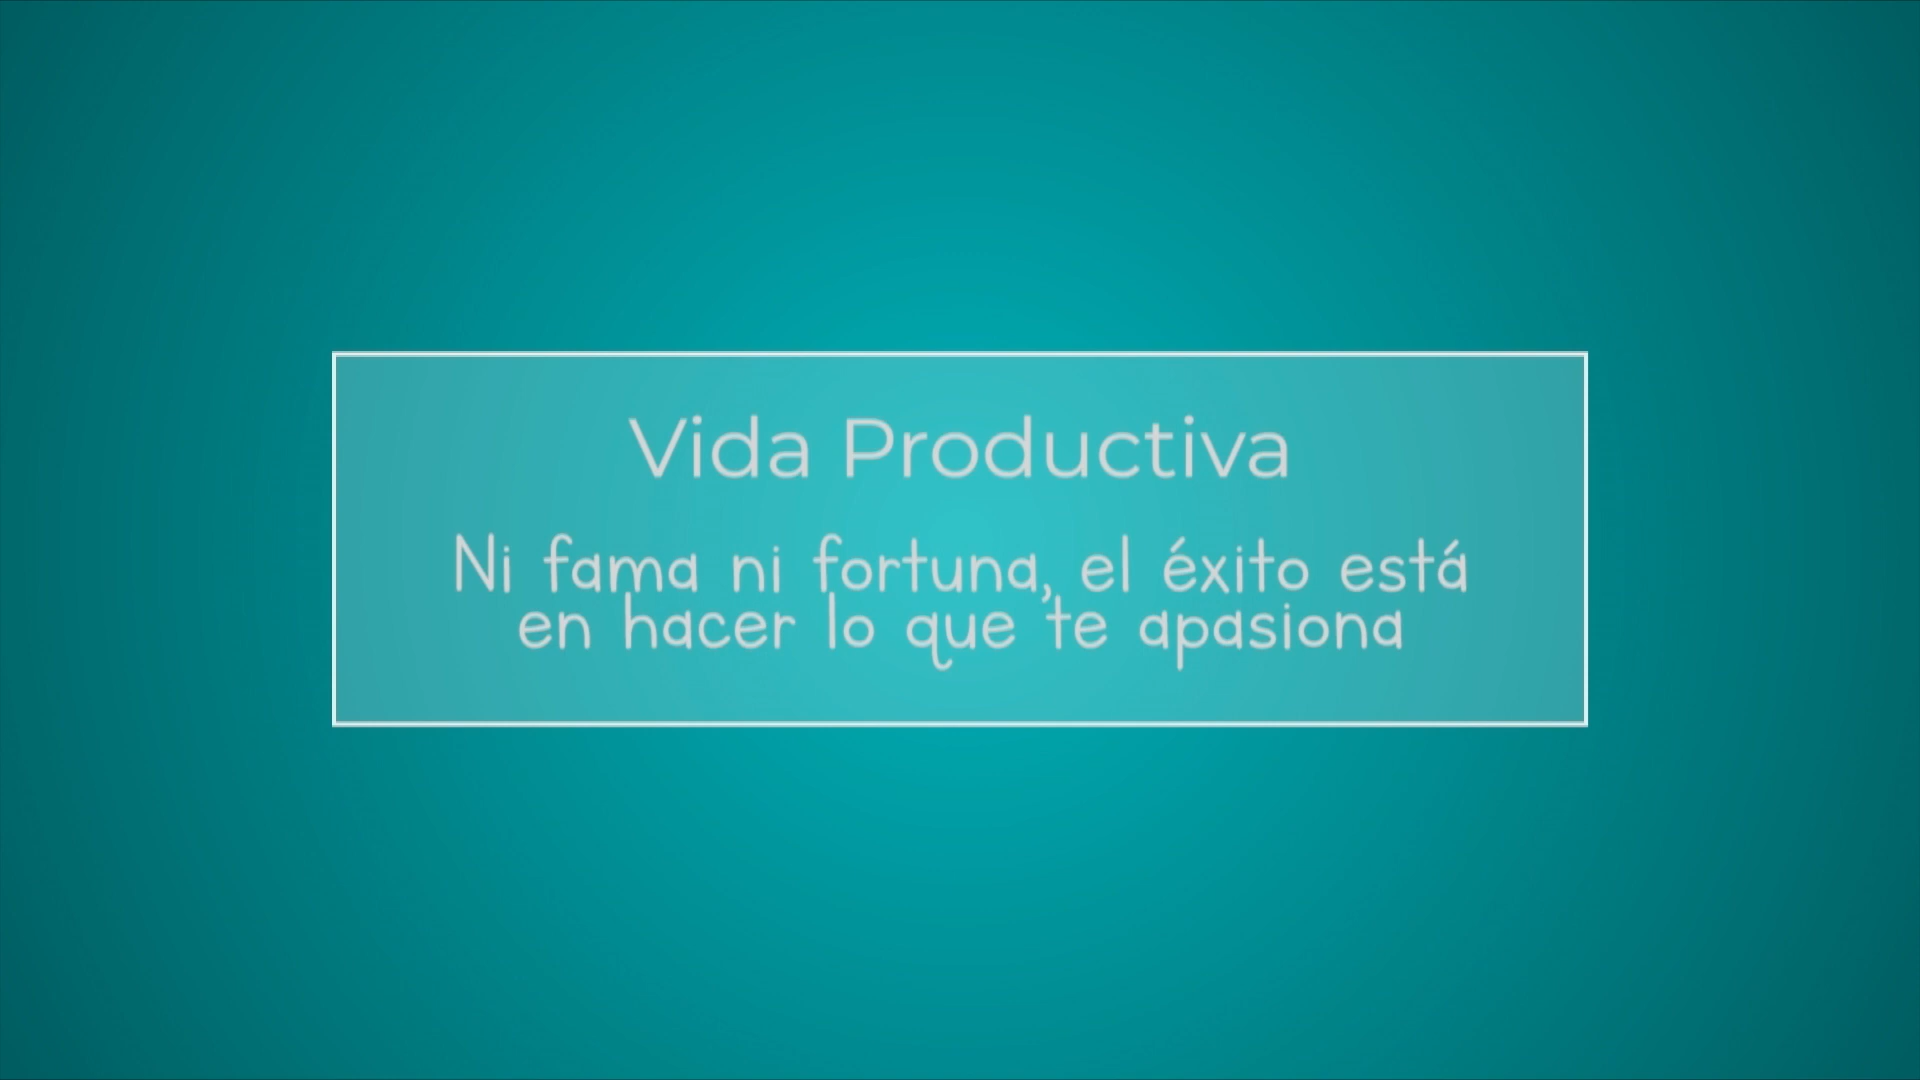 Vida Productiva
Ni fama ni fortuna, el éxito está
en hacer lo que te apasiona